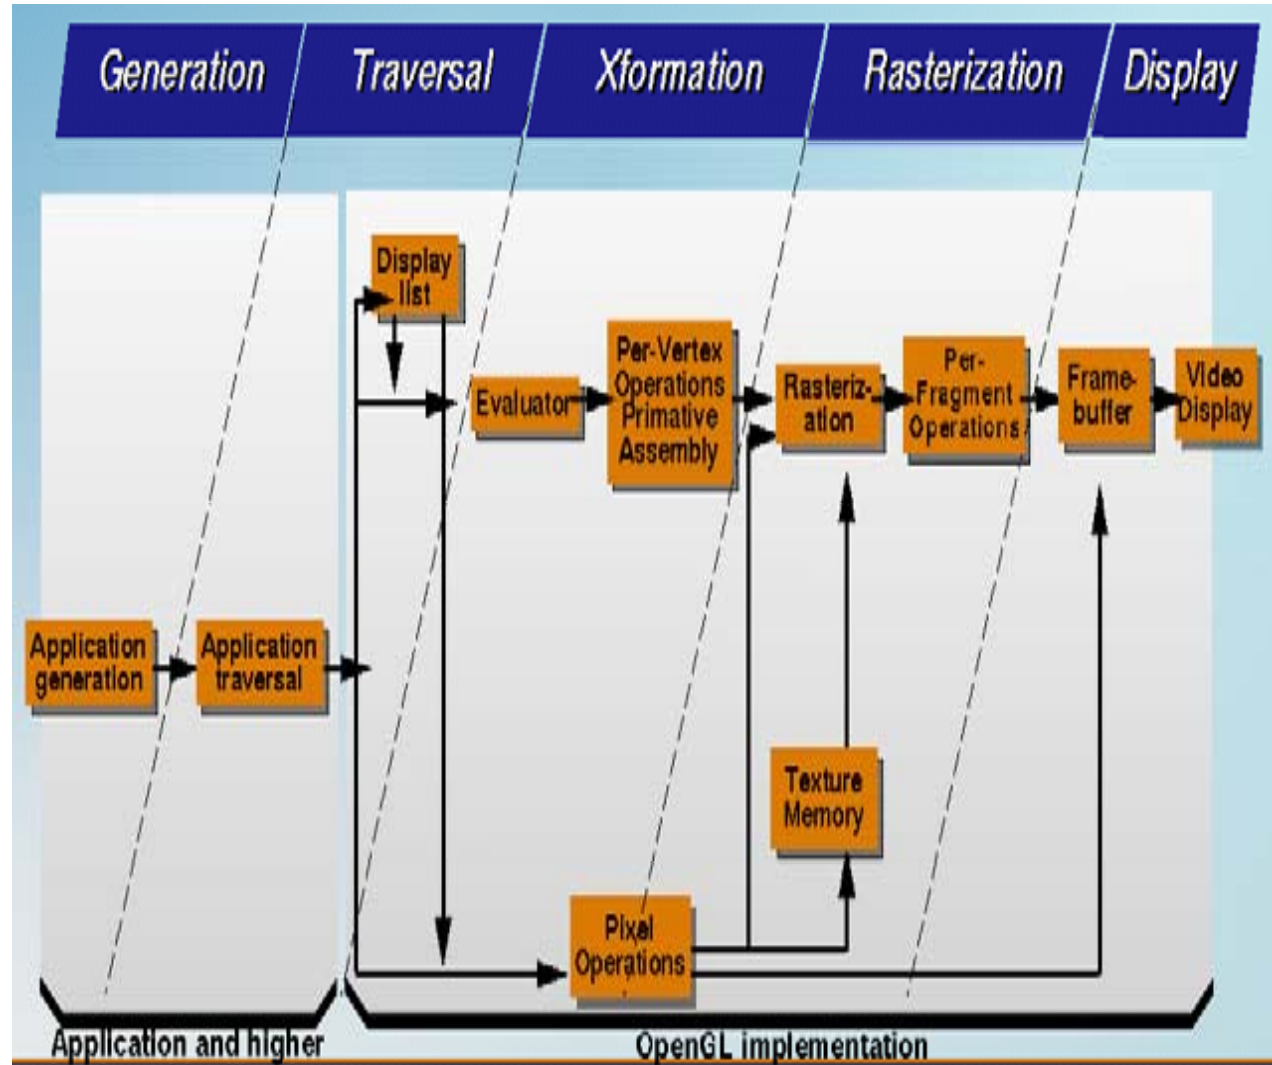 Generation
Traversal
Xformation
Rasterization
Display
Display
list
Evaluator
Per-Vertex
Operations
Primative
Assembly
Rasteriz-
ation
Per-
Fragment
Operations
Frame-
buffer
Video
Display
Application
generation
Application
traversal
Texture
Memory
Pixel
Operations
Application and higher
OpenGL implementation